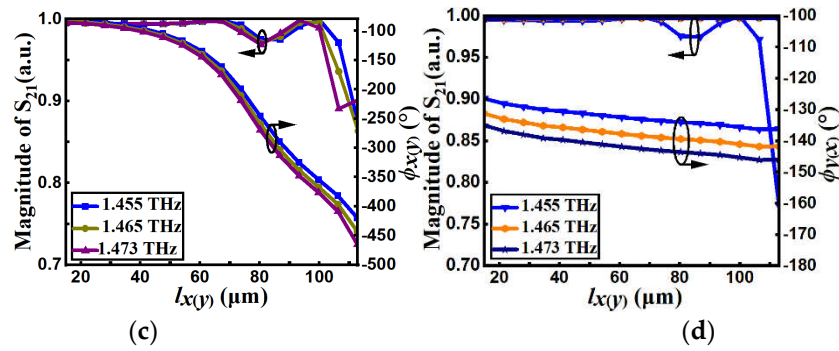 1.00
0.9
0.8
0.7
Magnitude of S21(a.u.)
0
-100
-200
-250
-300
-350
-400
-450
-500
ϕx(y) (°)
1.455 THz
1.465 THz
1.473 THz
20 40 60 80 100
lx(y) (μm)
(c)
1.00
0.95
0.90
0.85
0.80
0.75
0.70
Magnitude of S21(a.u.)
-100
-110
-120
-130
-140
-150
-160
-170
-180
1.455 THz
1.465 THz
1.473 THz
20 40 60 80 100
lx(y) (μm)
(d)